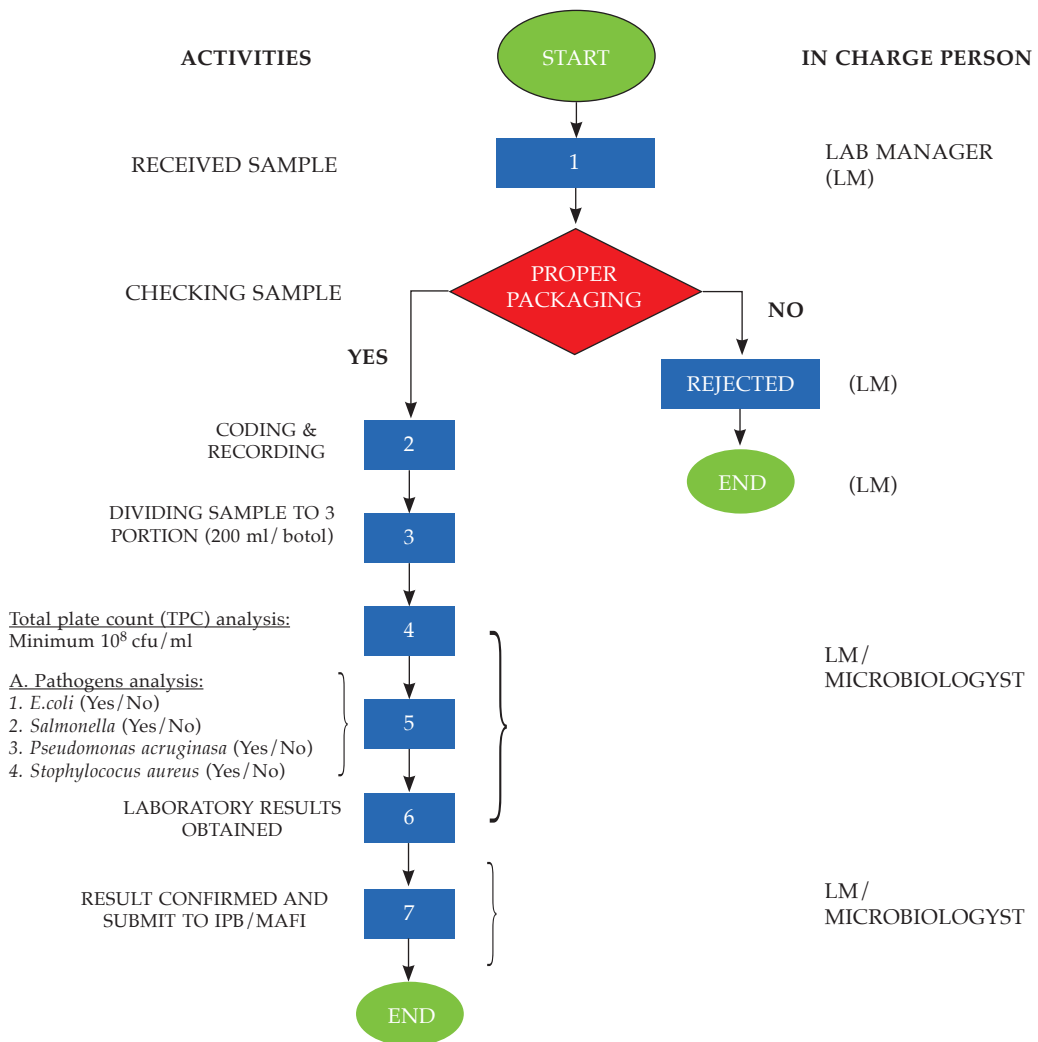 ACTIVITIES
START
IN CHARGE PERSON
RECEIVED SAMPLE
1
LAB MANAGER
(LM)
CHECKING SAMPLE
PROPER
PACKAGING
NO
YES
REJECTED
(LM)
CODING &
RECORDING
2
END
(LM)
DIVIDING SAMPLE TO 3
PORTION (200 ml/botol)
3
Total plate count (TPC) analysis:
Minimum 10⁸ cfu/ml
4
LM/
MICROBIOLOGYST
A. Pathogens analysis:
1. E.coli (Yes/No)
2. Salmonella (Yes/No)
3. Pseudomonas acruginasa (Yes/No)
4. Stophylococus aureus (Yes/No)
5
LABORATORY RESULTS
OBTAINED
6
RESULT CONFIRMED AND
SUBMIT TO IPB/MAFI
7
LM/
MICROBIOLOGYST
END